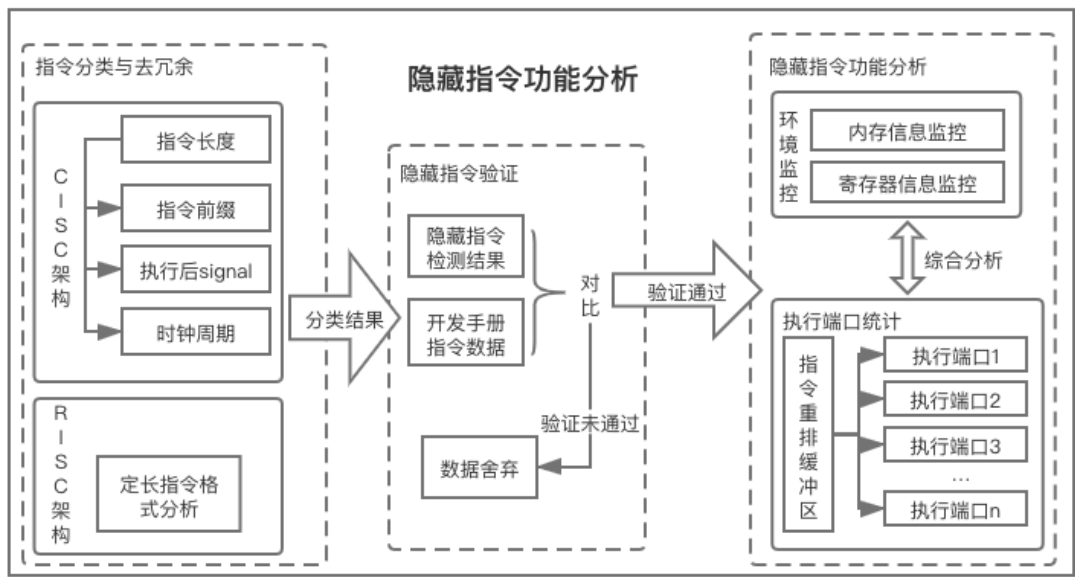 隐藏指令功能分析
指令分类与去冗余
CISC架构
指令长度
指令前缀
执行后signal
时钟周期
RISC架构
定长指令格
式分析
分类结果
隐藏指令验证
隐藏指令
检测结果
开发手册
指令数据
对比
验证未通过
数据舍弃
验证通过
隐藏指令功能分析
环境监控
内存信息监控
寄存器信息监控
综合分析
执行端口统计
指令重排缓冲区
执行端口1
执行端口2
执行端口3
...
执行端口n